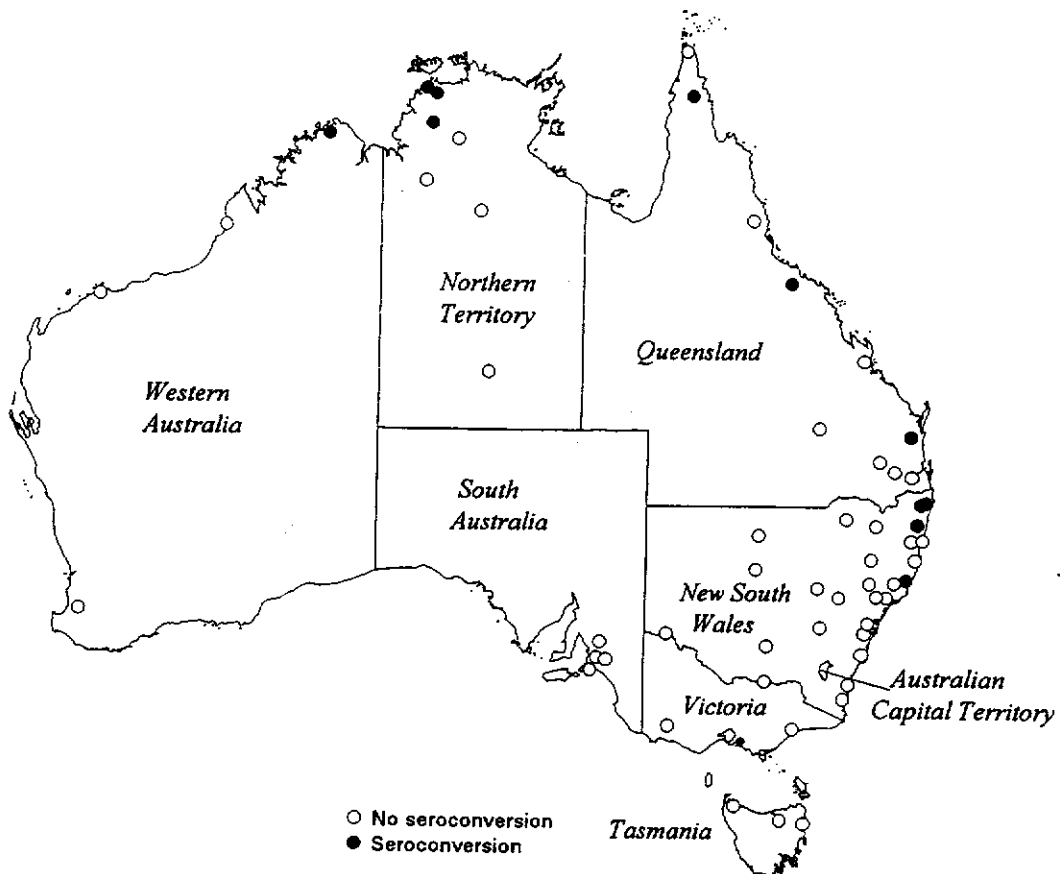 Northern
Territory
Queensland
Western
Australia
South
Australia
New South
Wales
Australian
Capital Territory
Victoria
Tasmania
No seroconversion
Seroconversion